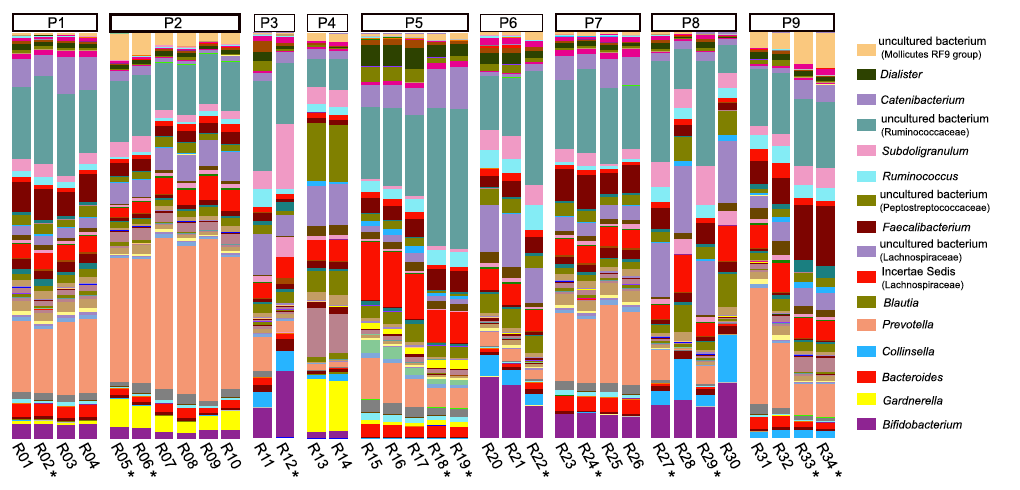 P1 P2 P3 P4 P5 P6 P7 P8 P9
uncultured bacterium
(Mollicutes RF9 group)
Dialister
Catenibacterium
uncultured bacterium
(Ruminococcaceae)
Subdoligranulum
Ruminococcus
uncultured bacterium
(Peptostreptococcaceae)
Faecalibacterium
uncultured bacterium
(Lachnospiraceae)
Incertae Sedis
(Lachnospiraceae)
Blautia
Prevotella
Collinsella
Bacteroides
Gardnerella
Bifidobacterium
R01 R02* R03 R04 R05* R06* R07 R08 R09 R10 R11 R12* R13 R14 R15 R16 R17 R18* R19* R20 R21 R22* R23 R24* R25 R26 R27* R28 R29* R30 R31 R32 R33* R34*